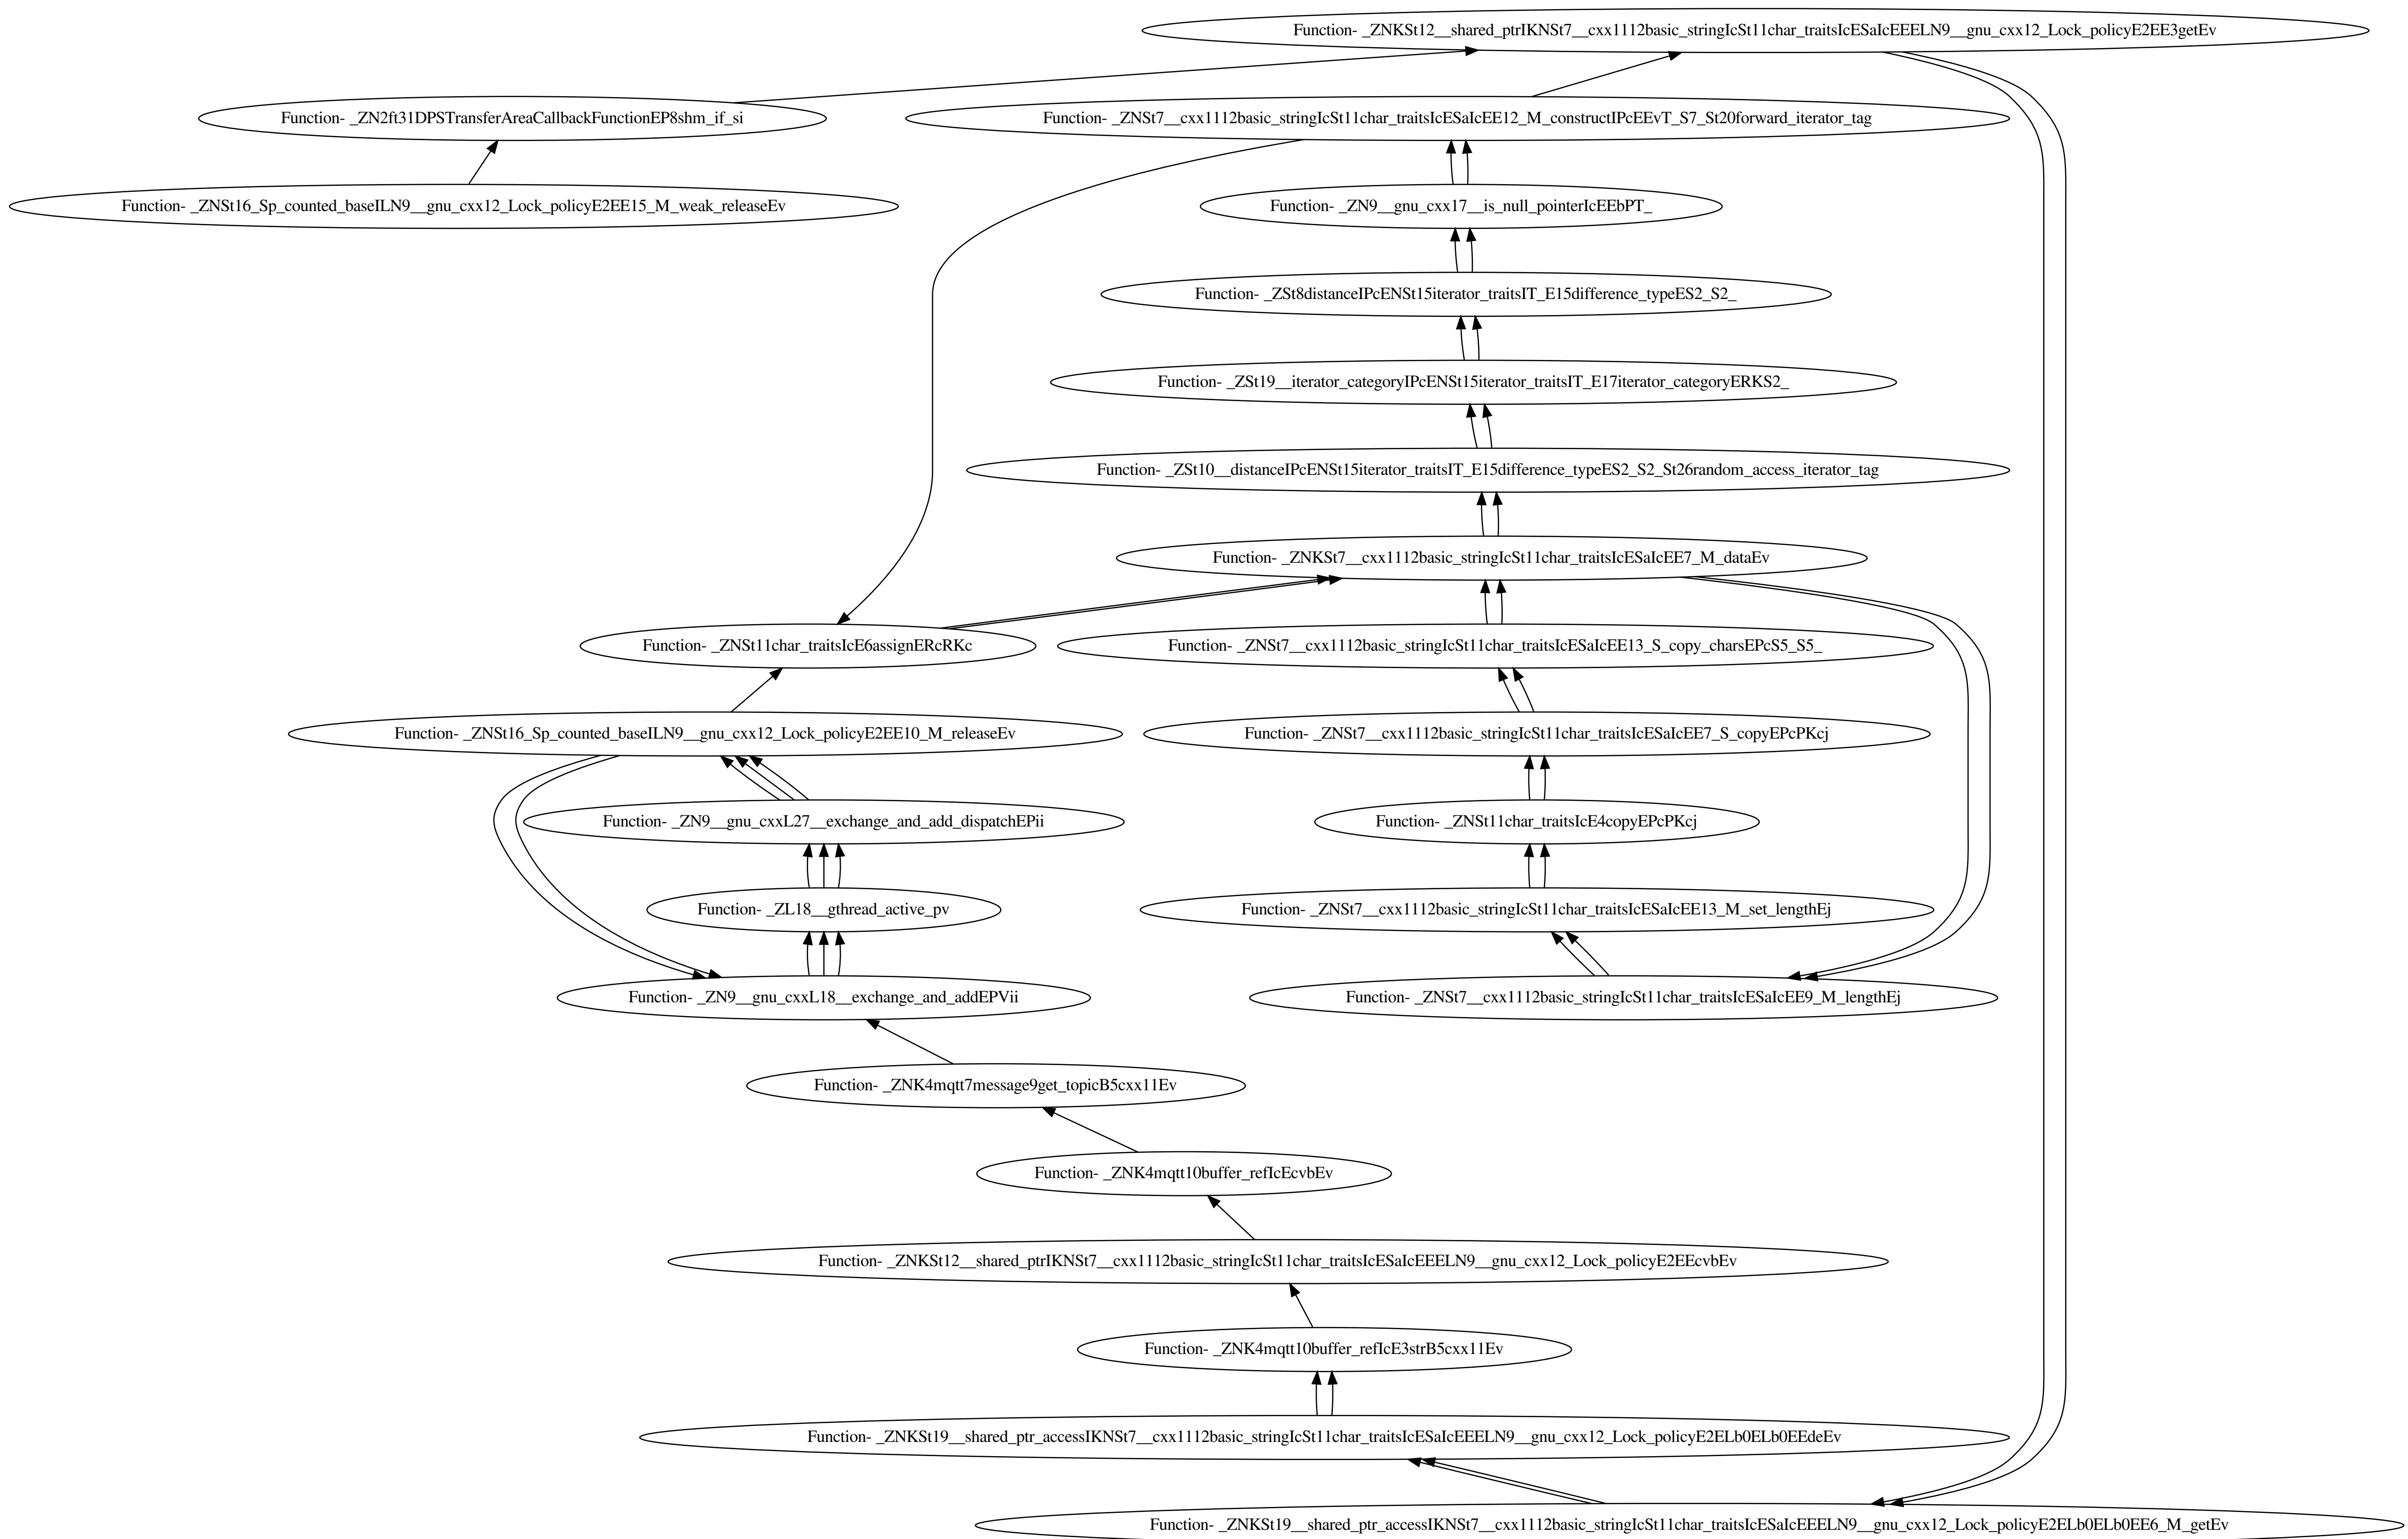 Function- _ZNKSt12__shared_ptrIKNSt7__cxx1112basic_stringIcSt11char_traitsIcESaIcEEELN9__gnu_cxx12_Lock_policyE2EE3getEv
Function- _ZN2ft31DPSTransferAreaCallbackFunctionEP8shm_if_si
Function- _ZNSt7__cxx1112basic_stringIcSt11char_traitsIcESaIcEE12_M_constructIPcEEvT_S7_St20forward_iterator_tag
Function- _ZNSt16_Sp_counted_baseILN9__gnu_cxx12_Lock_policyE2EE15_M_weak_releaseEv
Function- _ZN9__gnu_cxx17__is_null_pointerIcEEbPT_
Function- _ZSt8distanceIPcENSt15iterator_traitsIT_E15difference_typeES2_S2_
Function- _ZSt19__iterator_categoryIPcENSt15iterator_traitsIT_E17iterator_categoryERKS2_
Function- _ZSt10__distanceIPcENSt15iterator_traitsIT_E15difference_typeES2_S2_St26random_access_iterator_tag
Function- _ZNKSt7__cxx1112basic_stringIcSt11char_traitsIcESaIcEE7_M_dataEv
Function- _ZNSt11char_traitsIcE6assignERcRKc
Function- _ZNSt7__cxx1112basic_stringIcSt11char_traitsIcESaIcEE13_S_copy_charsEPcS5_S5_
Function- _ZNSt16_Sp_counted_baseILN9__gnu_cxx12_Lock_policyE2EE10_M_releaseEv
Function- _ZNSt7__cxx1112basic_stringIcSt11char_traitsIcESaIcEE7_S_copyEPcPKcj
Function- _ZN9__gnu_cxxL27__exchange_and_add_dispatchEPii
Function- _ZNSt11char_traitsIcE4copyEPcPKcj
Function- _ZL18__gthread_active_pv
Function- _ZNSt7__cxx1112basic_stringIcSt11char_traitsIcESaIcEE13_M_set_lengthEj
Function- _ZN9__gnu_cxxL18__exchange_and_addEPVii
Function- _ZNSt7__cxx1112basic_stringIcSt11char_traitsIcESaIcEE9_M_lengthEj
Function- _ZNK4mqtt7message9get_topicB5cxx11Ev
Function- _ZNK4mqtt10buffer_refIcEcvbEv
Function- _ZNKSt12__shared_ptrIKNSt7__cxx1112basic_stringIcSt11char_traitsIcESaIcEEELN9__gnu_cxx12_Lock_policyE2EEcvbEv
Function- _ZNK4mqtt10buffer_refIcE3strB5cxx11Ev
Function- _ZNKSt19__shared_ptr_accessIKNSt7__cxx1112basic_stringIcSt11char_traitsIcESaIcEEELN9__gnu_cxx12_Lock_policyE2ELb0ELb0EEdeEv
Function- _ZNKSt19__shared_ptr_accessIKNSt7__cxx1112basic_stringIcSt11char_traitsIcESaIcEEELN9__gnu_cxx12_Lock_policyE2ELb0ELb0EE6_M_getEv